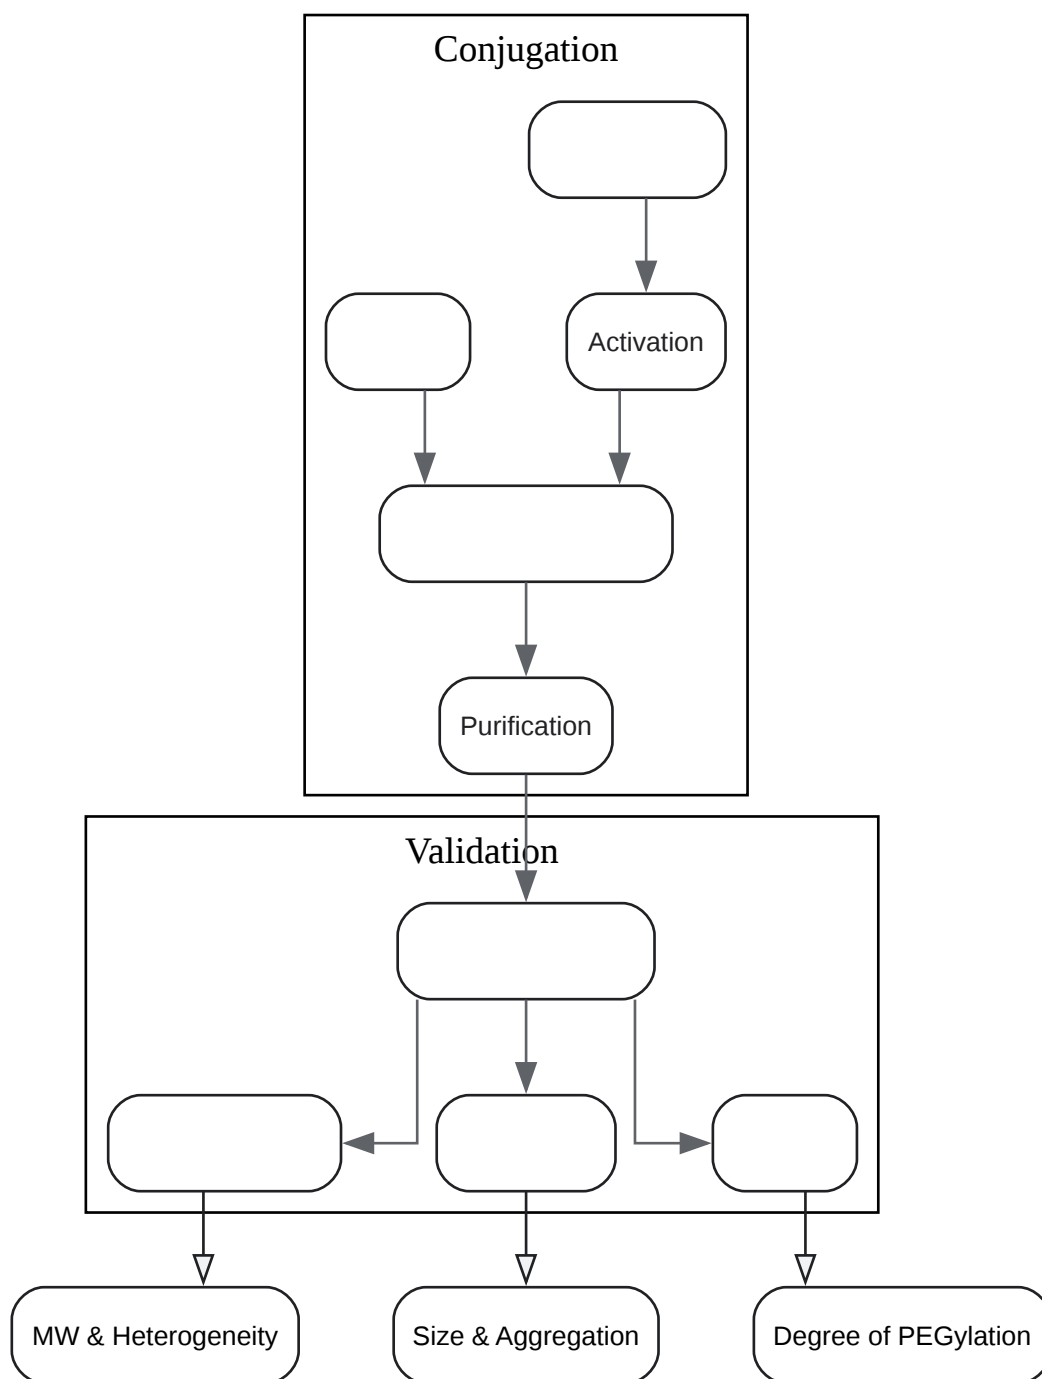 Conjugation
Activation
Purification
Validation
MW & Heterogeneity
Size & Aggregation
Degree of PEGylation